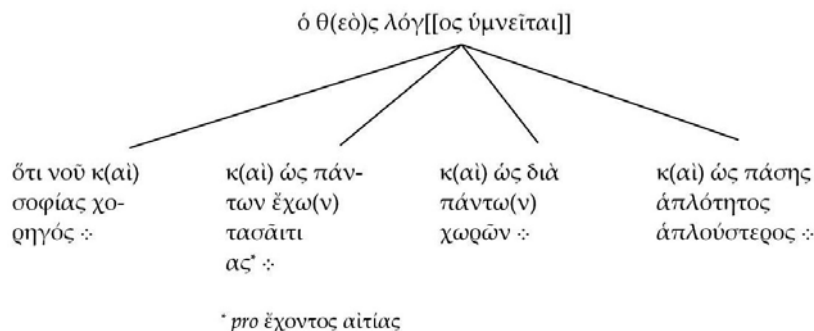 ὁ θ(εὸ)ς λόγ[[ος ὑμνεῖται]]
ὅτι νοῦ κ(αὶ)
σοφίας χο-
ρηγός ⁘
κ(αὶ) ὡς πάν-
των ἔχω(ν)
τασᾶιτι
ας* ⁘
κ(αὶ) ὡς διὰ
πάντω(ν)
χωρῶν ⁘
κ(αὶ) ὡς πάσης
ἁπλότητος
ἁπλούστερος ⁘
* pro ἔχοντος αἰτίας